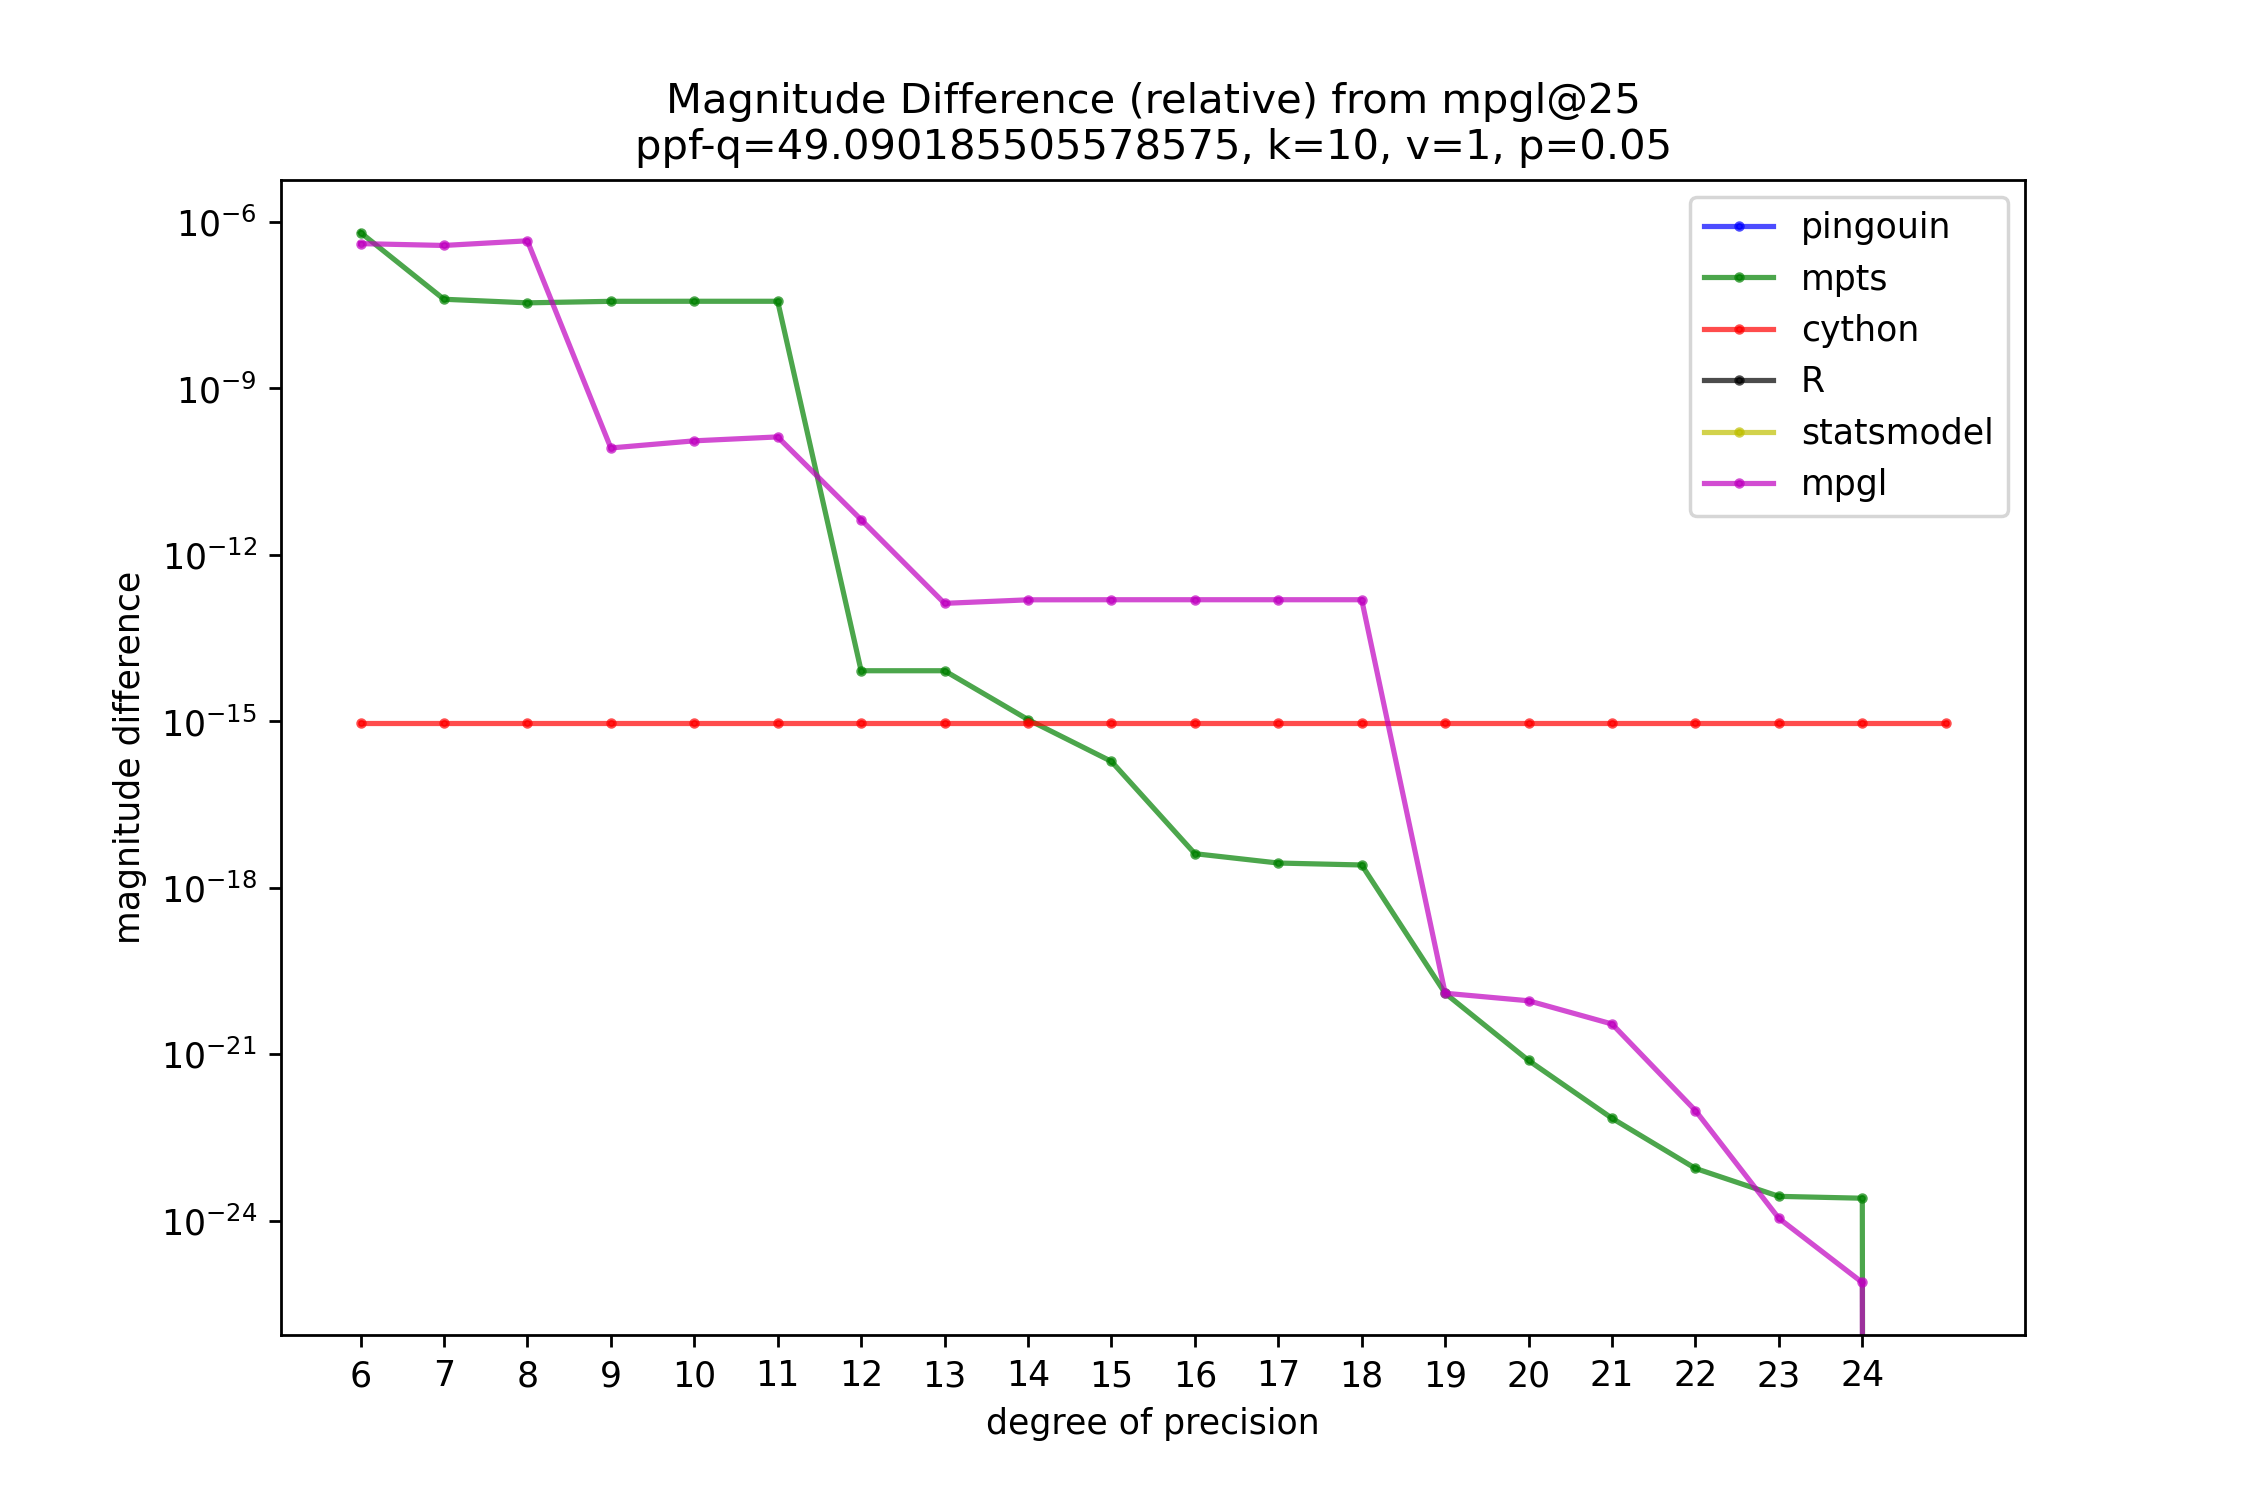 Magnitude Difference (relative) from mpgl@25
ppf-q=49.090185505578575, k=10, v=1, p=0.05
magnitude difference
10⁻⁶
10⁻⁹
10⁻¹²
10⁻¹⁵
10⁻¹⁸
10⁻²¹
10⁻²⁴
pingouin
mpts
cython
R
statsmodel
mpgl
6 7 8 9 10 11 12 13 14 15 16 17 18 19 20 21 22 23 24
degree of precision